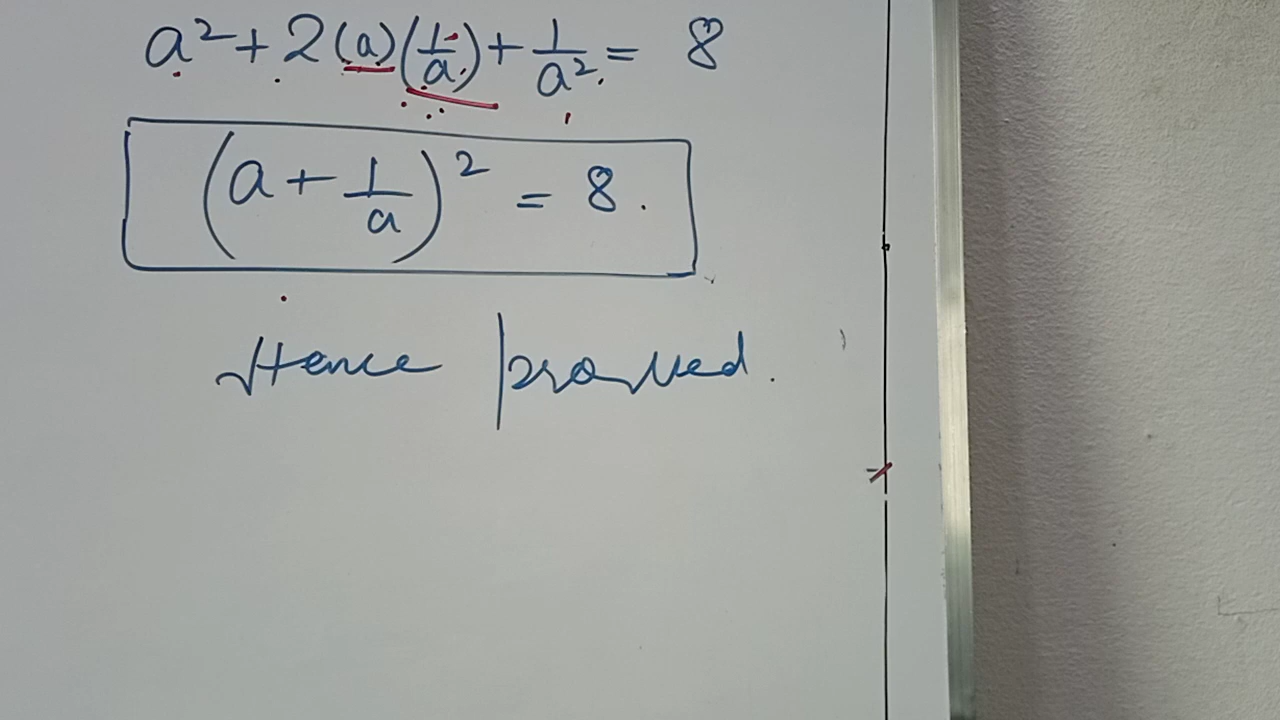 a² + 2(a)(1/a) + 1/a² = 8
(a + 1/a)² = 8.
Hence proved.